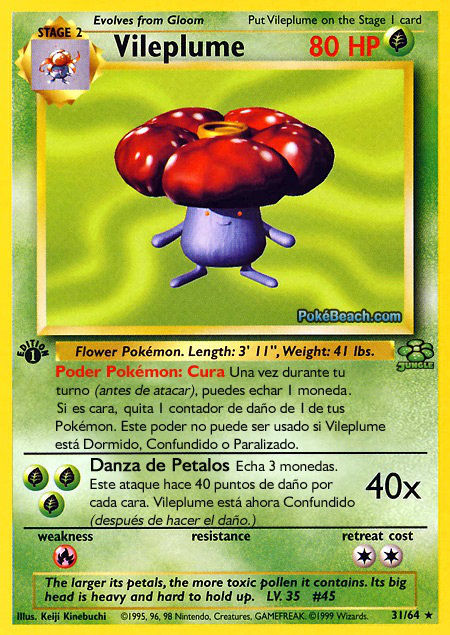 Evolves from Gloom
Put Vileplume on the Stage 1 card
STAGE 2
Vileplume
80 HP
PokéBeach.com
EDITION
1
Flower Pokémon. Length: 3' 11", Weight: 41 lbs.
JUNGLE
Poder Pokémon: Cura Una vez durante tu
turno (antes de atacar), puedes echar 1 moneda.
Si es cara, quita 1 contador de daño de 1 de tus
Pokémon. Este poder no puede ser usado si Vileplume
está Dormido, Confundido o Paralizado.
Danza de Petalos Echa 3 monedas.
Este ataque hace 40 puntos de daño por
cada cara. Vileplume está ahora Confundido
(después de hacer el daño.)
40x
weakness
resistance
retreat cost
The larger its petals, the more toxic pollen it contains. Its big
head is heavy and hard to hold up. LV. 35 #45
Illus. Keiji Kinebuchi
©1995, 96, 98 Nintendo, Creatures, GAMEFREAK. ©1999 Wizards.
31/64 ★